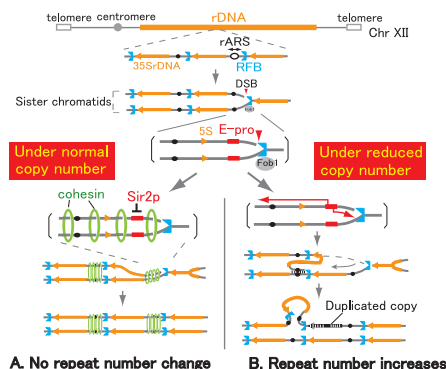 telomere centromere rDNA telomere
Chr XII
rARS
35SrDNA RFB
DSB
Sister chromatids
Fob1
5S E-pro
Fob1
Under normal
copy number
Under reduced
copy number
cohesin Sir2p
Duplicated copy
A. No repeat number change
B. Repeat number increases